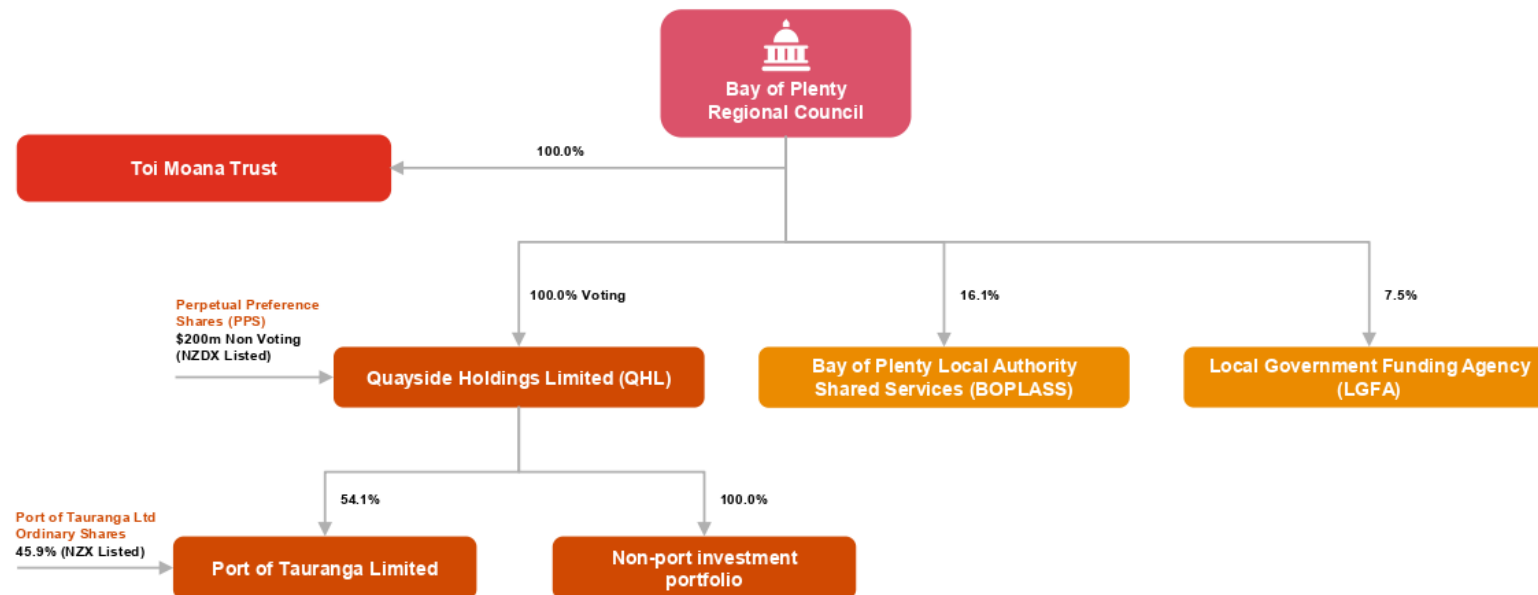 Bay of Plenty
Regional Council
Toi Moana Trust
100.0%
100.0% Voting
16.1%
7.5%
Perpetual Preference
Shares (PPS)
$200m Non Voting
(NZDX Listed)
Quayside Holdings Limited (QHL)
Bay of Plenty Local Authority
Shared Services (BOPLASS)
Local Government Funding Agency
(LGFA)
54.1%
100.0%
Port of Tauranga Ltd
Ordinary Shares
45.9% (NZX Listed)
Port of Tauranga Limited
Non-port investment
portfolio